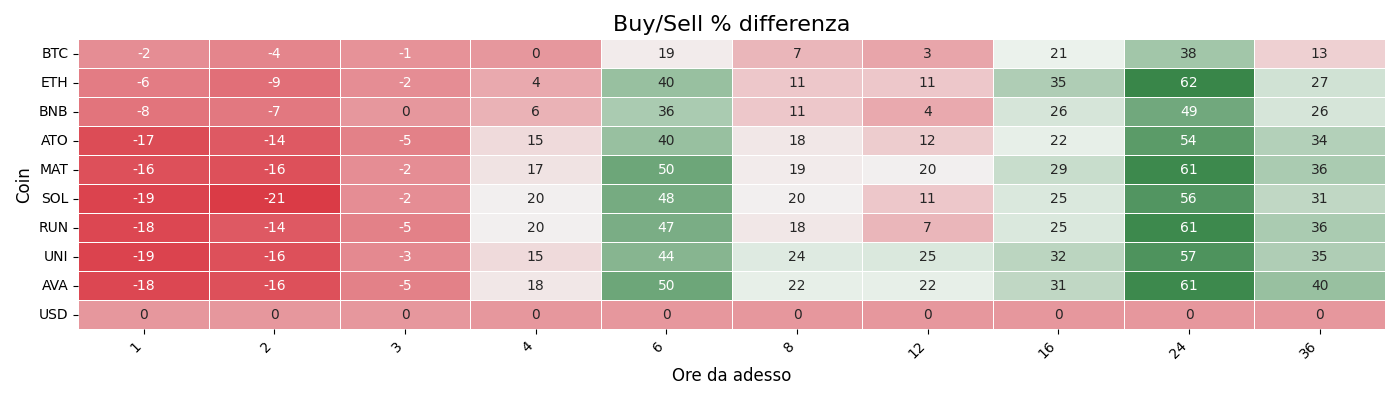 Buy/Sell % differenza
Coin
BTC -2 -4 -1 0 19 7 3 21 38 13
ETH -6 -9 -2 4 40 11 11 35 62 27
BNB -8 -7 0 6 36 11 4 26 49 26
ATO -17 -14 -5 15 40 18 12 22 54 34
MAT -16 -16 -2 17 50 19 20 29 61 36
SOL -19 -21 -2 20 48 20 11 25 56 31
RUN -18 -14 -5 20 47 18 7 25 61 36
UNI -19 -16 -3 15 44 24 25 32 57 35
AVA -18 -16 -5 18 50 22 22 31 61 40
USD 0 0 0 0 0 0 0 0 0 0
1 2 3 4 6 8 12 16 24 36
Ore da adesso